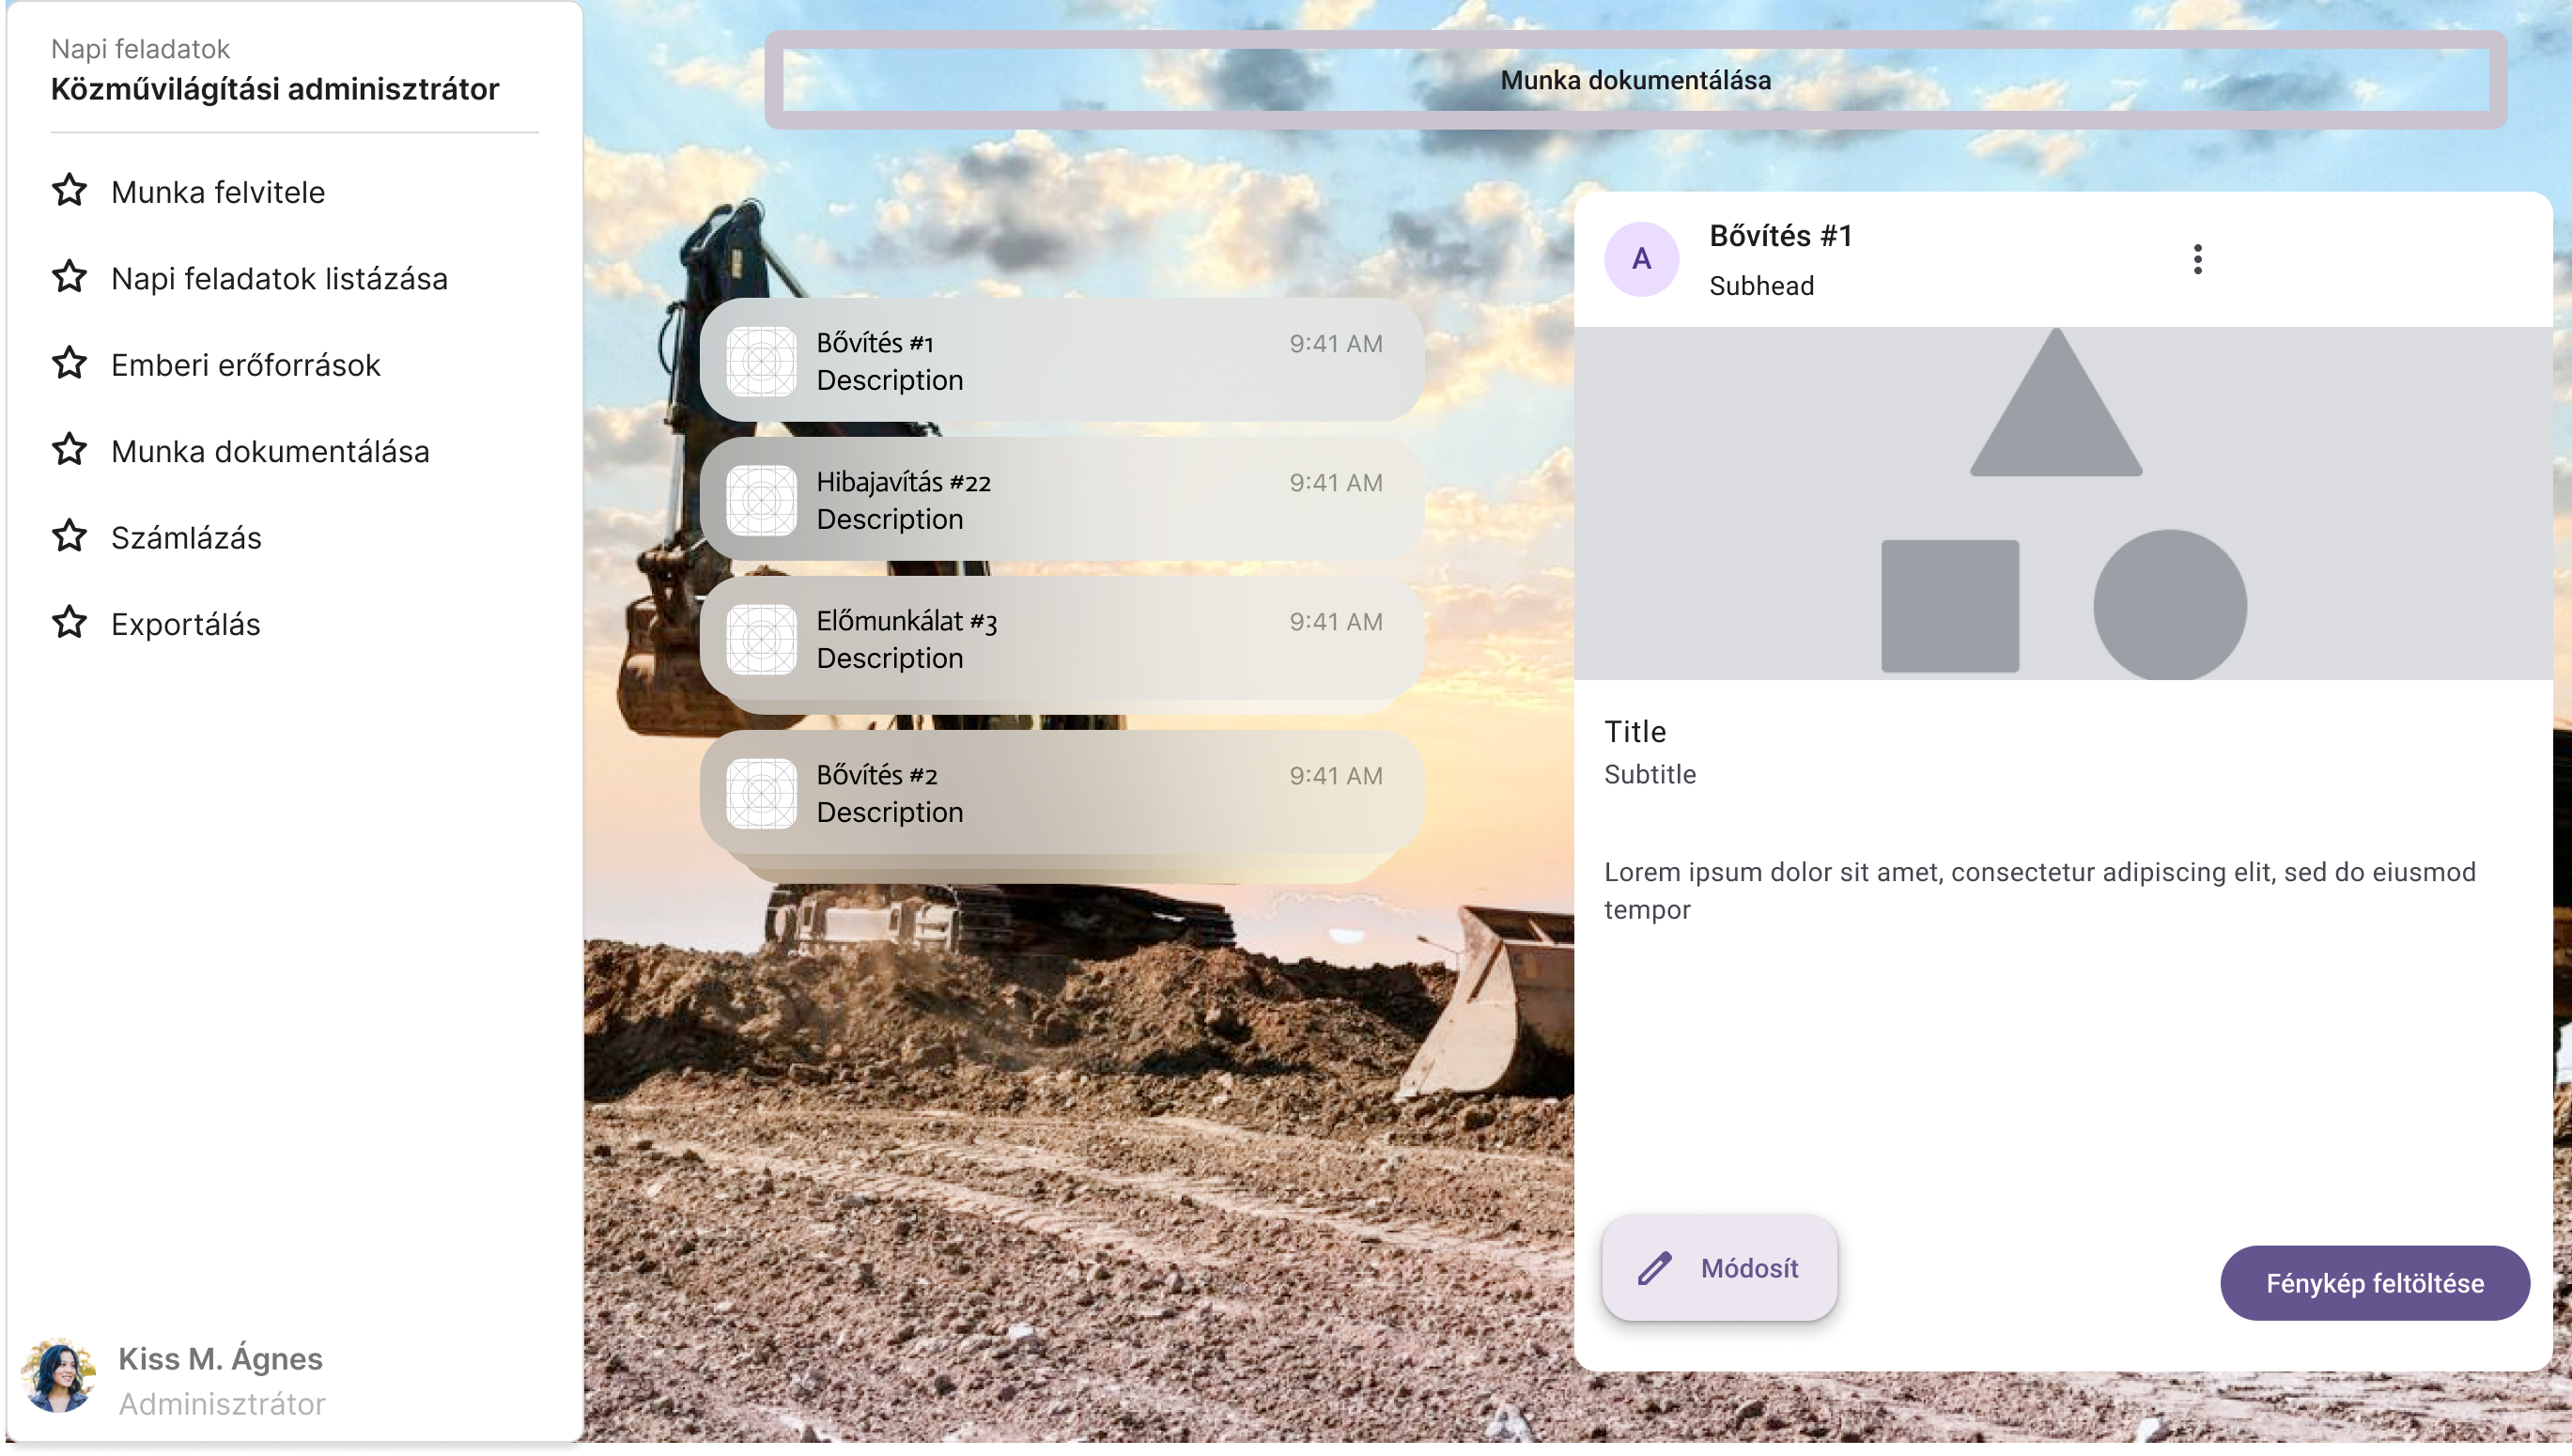 Napi feladatok
Közművilágítási adminisztrátor
Munka felvitele
Napi feladatok listázása
Emberi erőforrások
Munka dokumentálása
Számlázás
Exportálás
Kiss M. Ágnes
Adminisztrátor
Munka dokumentálása
Bővítés #1
9:41 AM
Description
Hibajavítás #22
9:41 AM
Description
Előmunkálat #3
9:41 AM
Description
Bővítés #2
9:41 AM
Description
A
Bővítés #1
Subhead
Title
Subtitle
Lorem ipsum dolor sit amet, consectetur adipiscing elit, sed do eiusmod
tempor
Módosít
Fénykép feltöltése